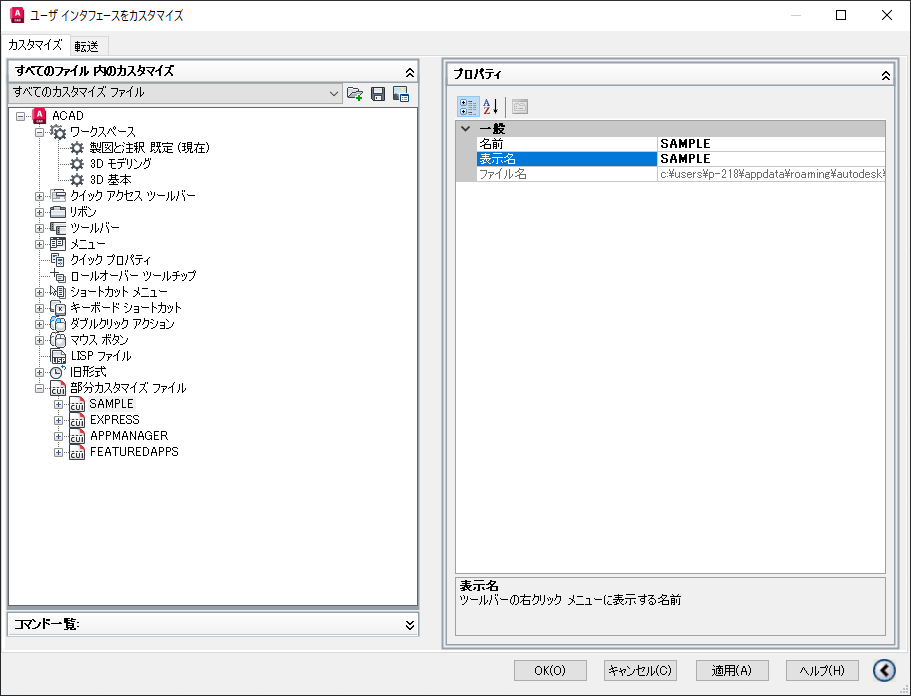 ユーザ インタフェースをカスタマイズ
カスタマイズ 転送
すべてのファイル 内のカスタマイズ
すべてのカスタマイズ ファイル
ACAD
ワークスペース
製図と注釈 既定 (現在)
3D モデリング
3D 基本
クイック アクセス ツールバー
リボン
ツールバー
メニュー
クイック プロパティ
ロールオーバー ツールチップ
ショートカット メニュー
キーボード ショートカット
ダブルクリック アクション
マウス ボタン
LISP ファイル
旧形式
部分カスタマイズ ファイル
SAMPLE
EXPRESS
APPMANAGER
FEATUREDAPPS
コマンド一覧:
プロパティ
一般
名前 SAMPLE
表示名 SAMPLE
ファイル名 c:¥users¥p-218¥appdata¥roaming¥autodesk¥
表示名
ツールバーの右クリック メニューに表示する名前
OK(O) キャンセル(C) 適用(A) ヘルプ(H)